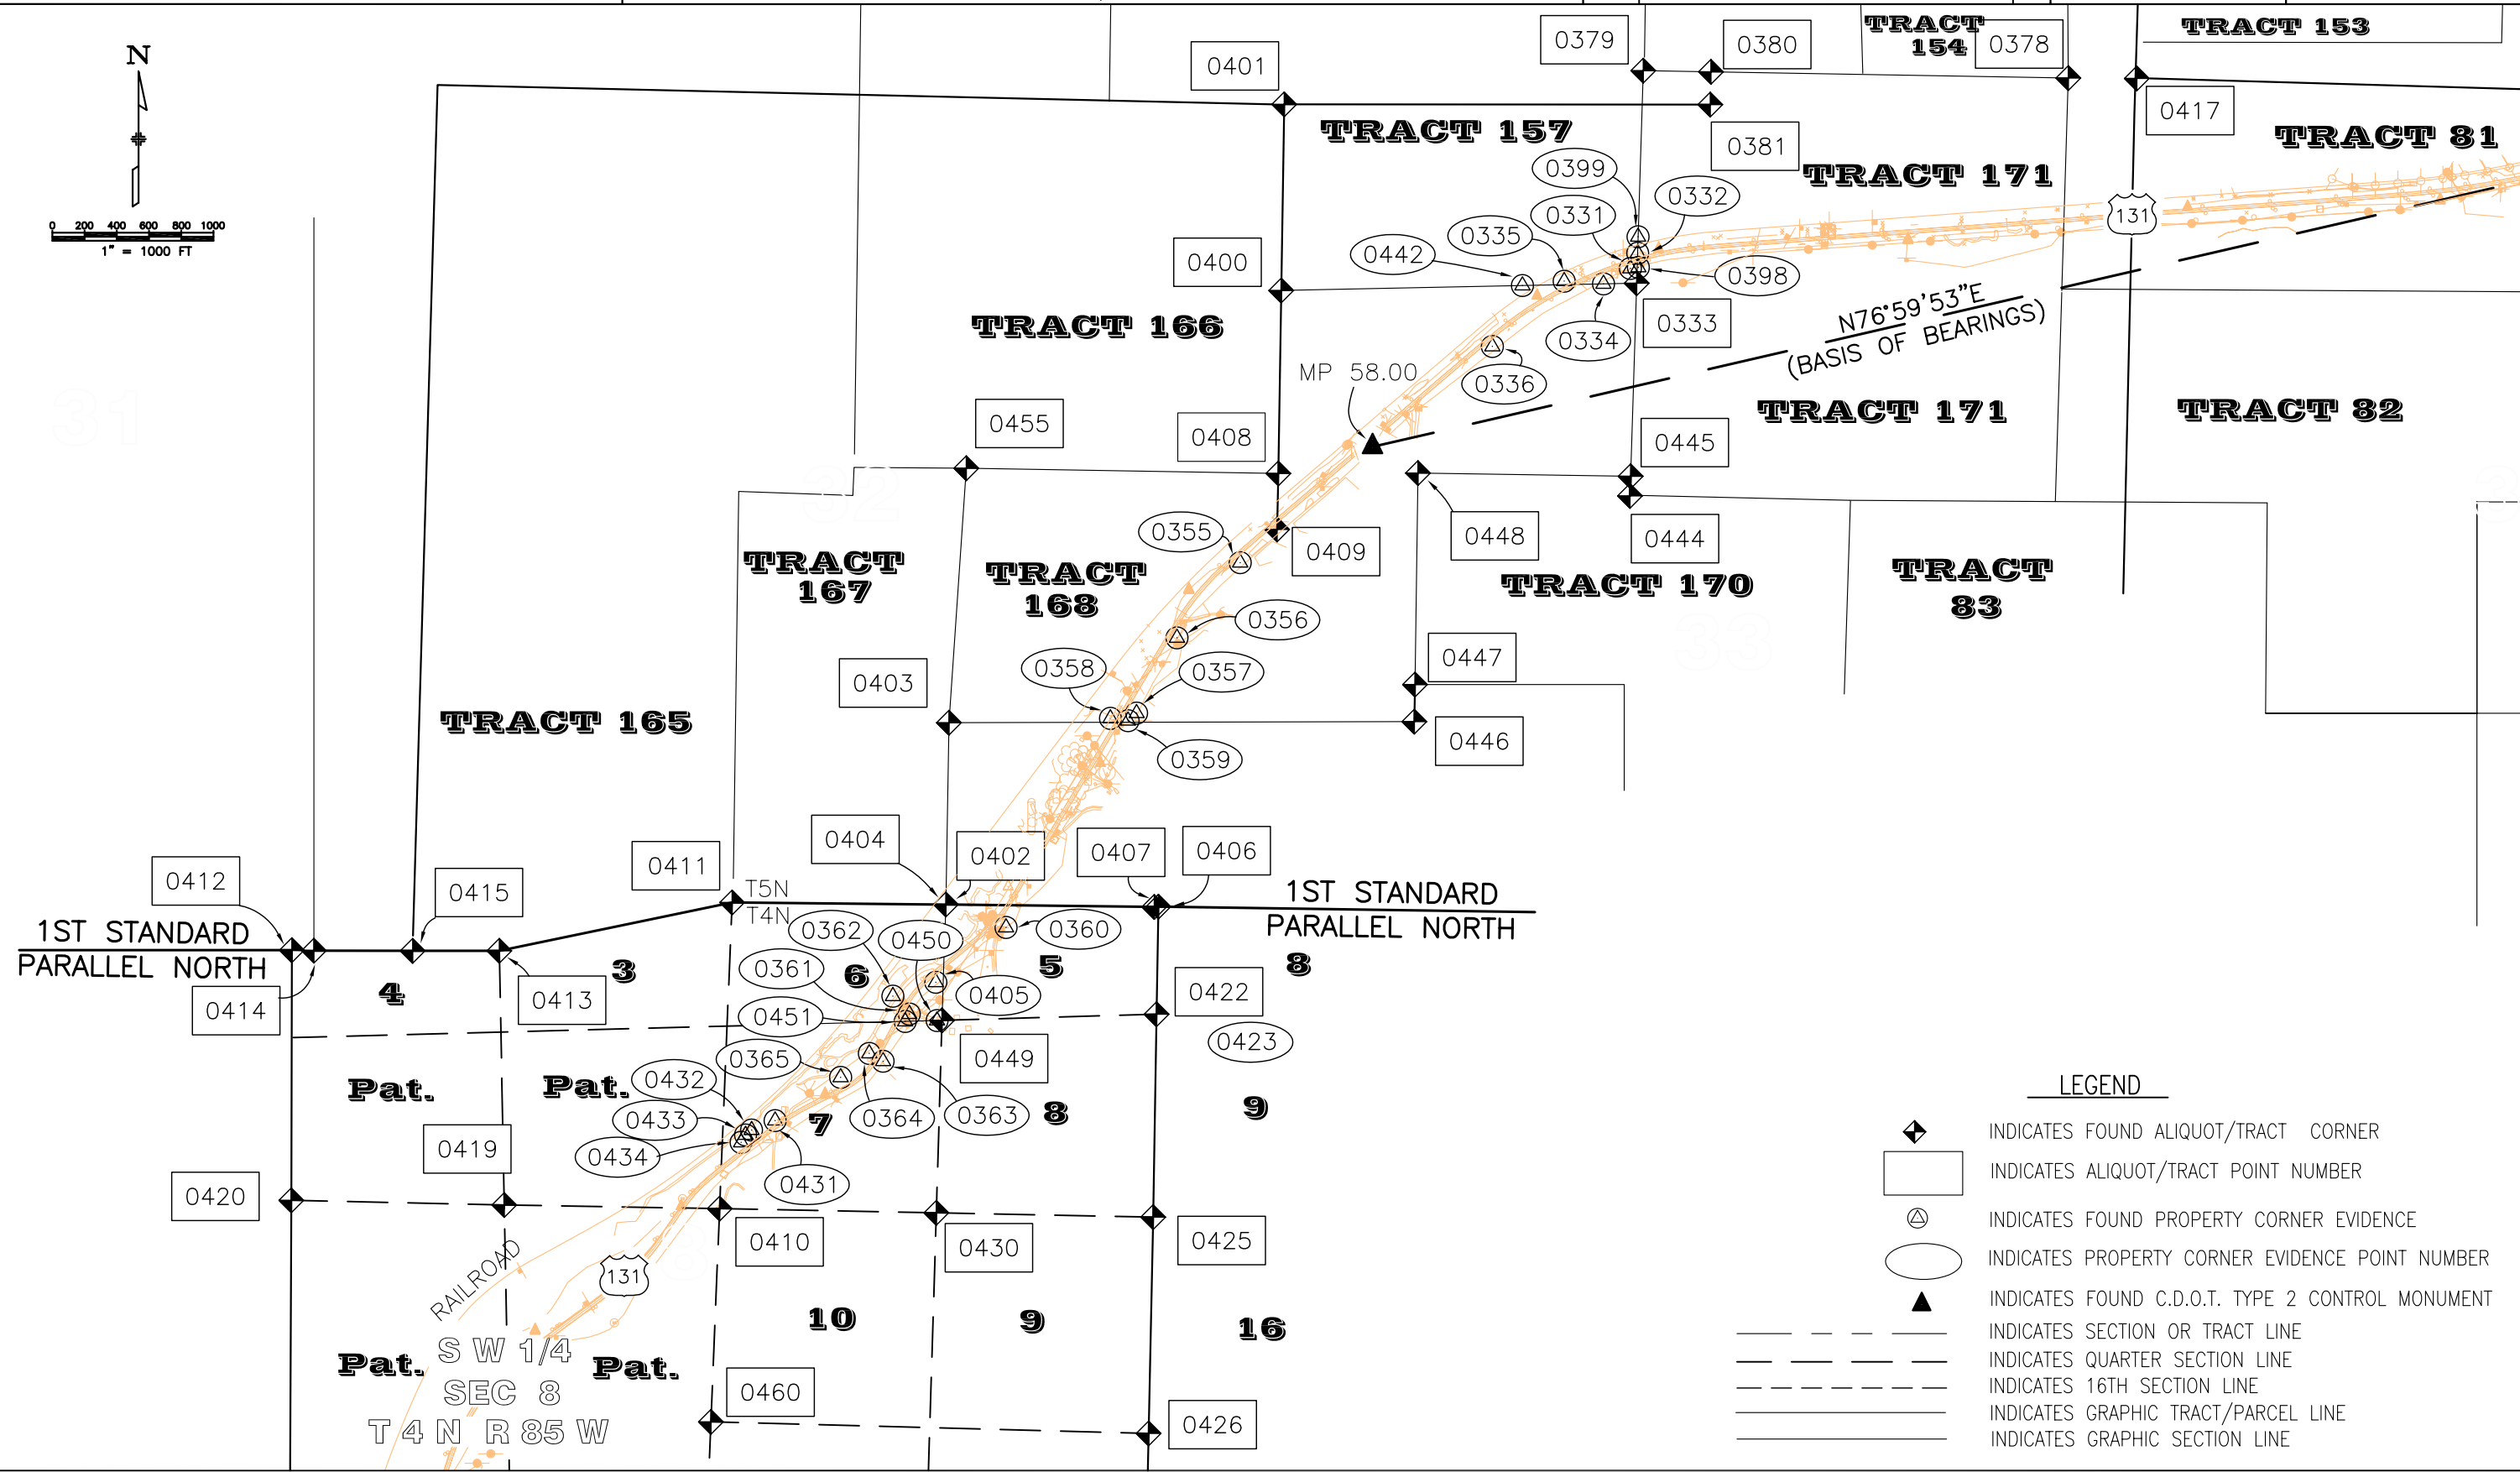 N
0 200 400 600 800 1000
1" = 1000 FT
0401
0379
0380
TRACT
154
0378
TRACT 153
0417
TRACT 157
0381
TRACT 81
0399
TRACT 171
0332
0331
0335
0442
0400
131
0398
0333
0334
0336
N76°59'53"E
(BASIS OF BEARINGS)
TRACT 166
MP 58.00
TRACT 171
TRACT 82
31
0455
0408
0445
32
0448
0444
0355
0409
TRACT
167
TRACT
168
TRACT 170
TRACT
83
0356
33
0358
0357
0447
0403
TRACT 165
0446
0359
0404
0402
0407
0406
0411
0412
0415
T5N
T4N
1ST STANDARD
PARALLEL NORTH
1ST STANDARD
PARALLEL NORTH
0362
0450
0360
0361
3
6
5
8
4
0414
0413
0405
0422
0451
0423
0365
0449
Pat.
Pat.
0432
0433
0364
0363
8
9
7
0419
0434
0431
0420
0410
0430
0425
RAILROAD
131
10
9
16
Pat.
S W 1/4
Pat.
SEC 8
T 4 N R 85 W
0460
0426
LEGEND
INDICATES FOUND ALIQUOT/TRACT CORNER
INDICATES ALIQUOT/TRACT POINT NUMBER
INDICATES FOUND PROPERTY CORNER EVIDENCE
INDICATES PROPERTY CORNER EVIDENCE POINT NUMBER
INDICATES FOUND C.D.O.T. TYPE 2 CONTROL MONUMENT
INDICATES SECTION OR TRACT LINE
INDICATES QUARTER SECTION LINE
INDICATES 16TH SECTION LINE
INDICATES GRAPHIC TRACT/PARCEL LINE
INDICATES GRAPHIC SECTION LINE